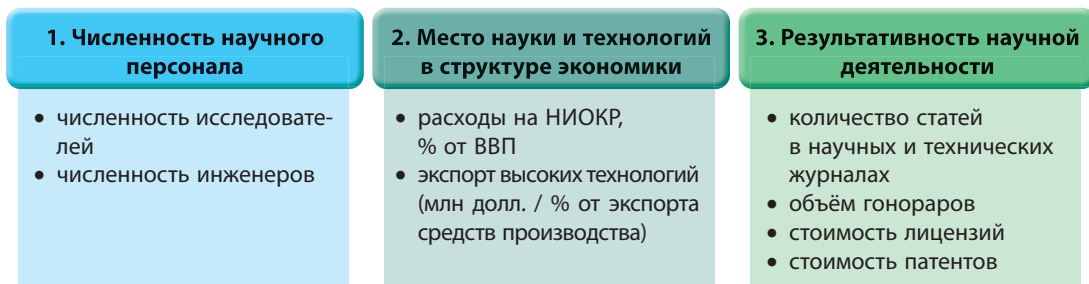 1. Численность научного
персонала
• численность исследовате-
лей
• численность инженеров
2. Место науки и технологий
в структуре экономики
• расходы на НИОКР,
% от ВВП
• экспорт высоких технологий
(млн долл. / % от экспорта
средств производства)
3. Результативность научной
деятельности
• количество статей
в научных и технических
журналах
• объём гонораров
• стоимость лицензий
• стоимость патентов